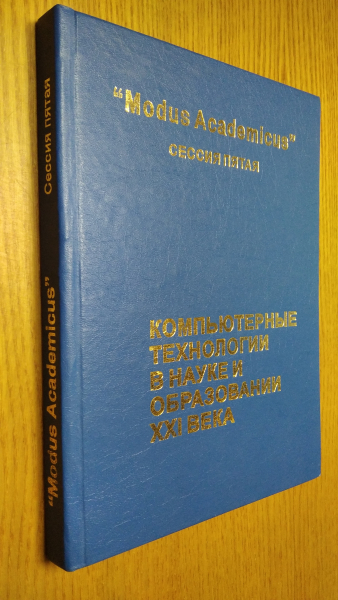 "Modus Academicus"
СЕССИЯ ПЯТАЯ
КОМПЬЮТЕРНЫЕ
ТЕХНОЛОГИИ
В НАУКЕ И
ОБРАЗОВАНИИ
XXI ВЕКА
"Modus Academicus" Сессия пятая